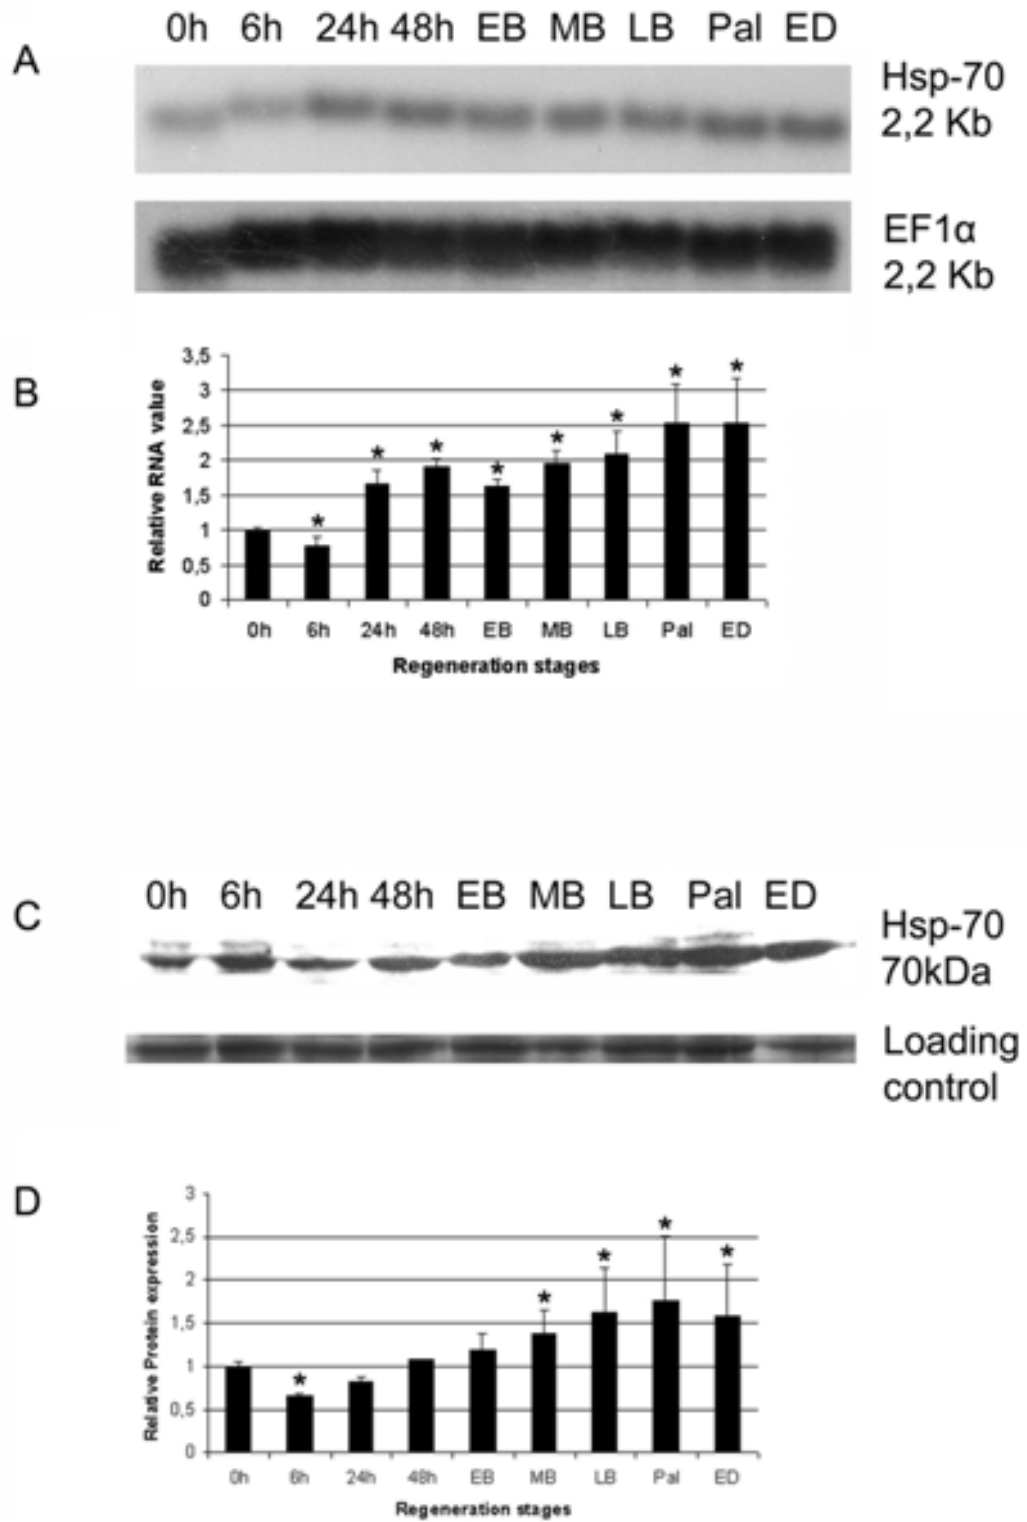 A
0h 6h 24h 48h EB MB LB Pal ED
Hsp-70
2,2 Kb
EF1α
2,2 Kb
B
Relative RNA value
3,5
3
2,5
2
1,5
1
0,5
0
* * * * * * * *
0h 6h 24h 48h EB MB LB Pal ED
Regeneration stages
C
0h 6h 24h 48h EB MB LB Pal ED
Hsp-70
70kDa
Loading
control
D
Relative Protein expression
3
2,5
2
1,5
1
0,5
0
* * * * *
0h 6h 24h 48h EB MB LB Pal ED
Regeneration stages